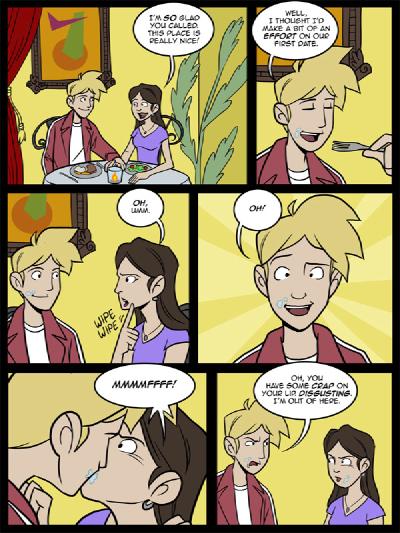 I'M SO GLAD
YOU CALLED.
THIS PLACE IS
REALLY NICE!
WELL,
I THOUGHT I'D
MAKE A BIT OF AN
EFFORT ON OUR
FIRST DATE.
OH,
UMM.
WIPE
WIPE
OH!
MMMMFFFF!
OH, YOU
HAVE SOME CRAP ON
YOUR LIP. DISGUSTING.
I'M OUT OF HERE.